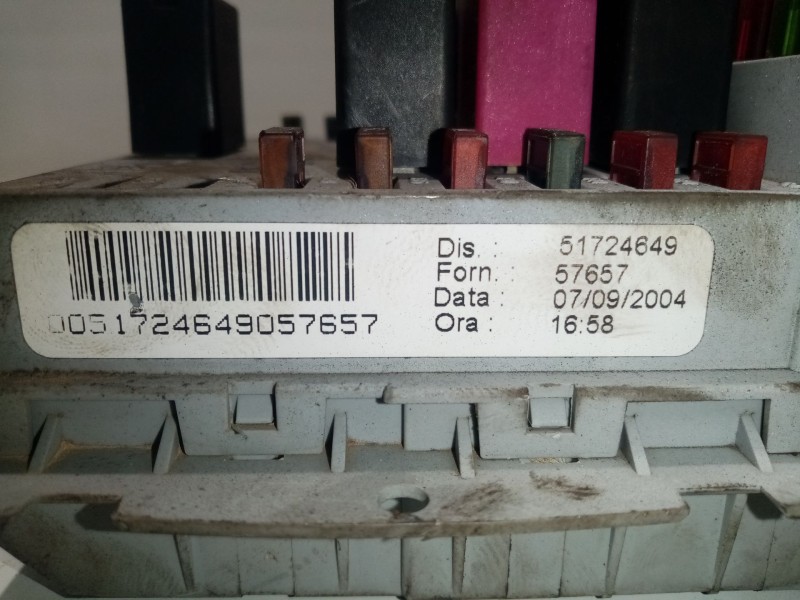 Dis. : 51724649
Forn. : 57657
Data : 07/09/2004
Ora : 16:58
0051724649057657